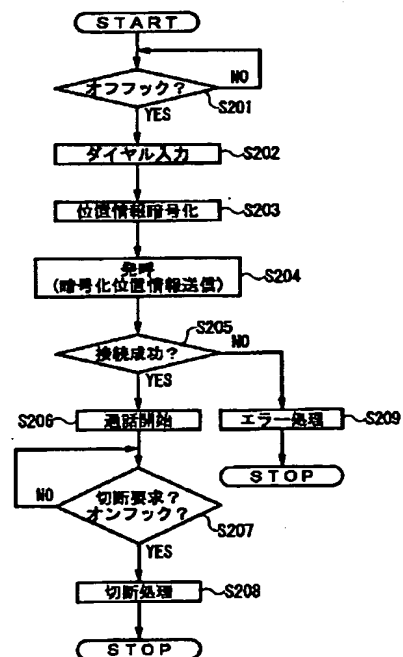 START
オフフック？
NO
S201
YES
ダイヤル入力
S202
位置情報暗号化
S203
発呼
(暗号化位置情報送信)
S204
S205
接続成功？
NO
YES
S206
通話開始
エラー処理
S209
STOP
切断要求？
オンフック？
NO
S207
YES
切断処理
S208
STOP